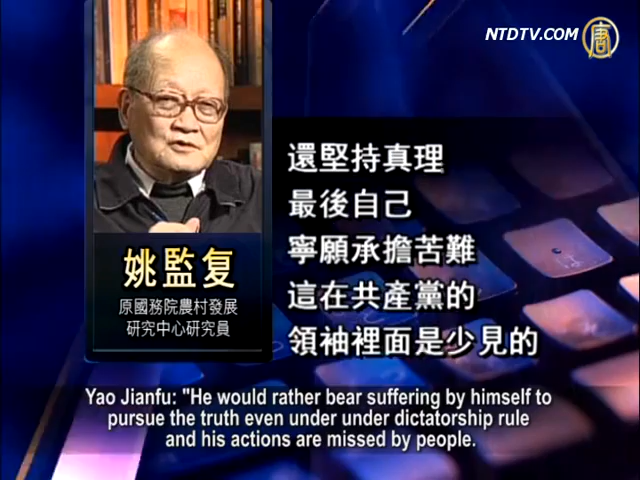 NTDTV.COM
唐
還堅持真理
最後自己
寧願承擔苦難
這在共產黨的
領袖裡面是少見的
姚監复
原國務院農村發展
研究中心研究員
Yao Jianfu: "He would rather bear suffering by himself to
pursue the truth even under under dictatorship rule
and his actions are missed by people.